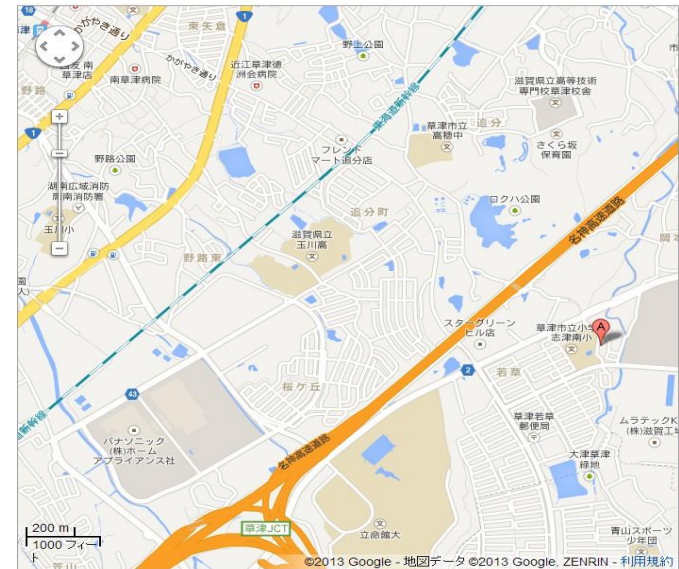 1
東矢倉
かがやき通り
かがやき通り
近江草津徳
洲会病院
野上公園
南草津病院
草津店
野路
1
東海道新幹線
滋賀県立高等技術
専門校草津校舎
草津市立
高穂中
追分
さくら坂
保育園
フレンド
マート追分店
野路公園
湖南広域消防
局南消防署
玉川小
追分町
ロクハ公園
名神高速道路
滋賀県立
玉川高
野路東
スターグリーン
ヒル店
草津市立小学
志津南小
A
2
若草
桜ケ丘
43
草津若草
郵便局
ムラテックK
(株)滋賀工場
パナソニック
(株)ホーム
アプライアンス社
名神高速道路
大津草津
緑地
草津JCT
立命館大
青山スポーツ
少年団
200 m
1000 フィー
ト
©2013 Google - 地図データ ©2013 Google, ZENRIN - 利用規約